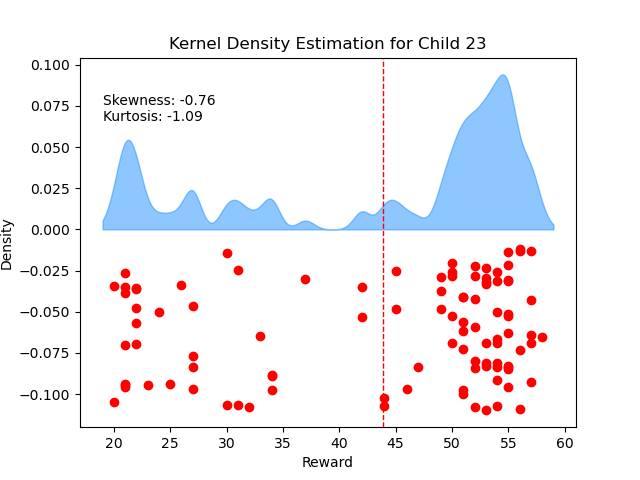 Kernel Density Estimation for Child 23
Skewness: -0.76
Kurtosis: -1.09
Density
0.100
0.075
0.050
0.025
0.000
−0.025
−0.050
−0.075
−0.100
20 25 30 35 40 45 50 55 60
Reward